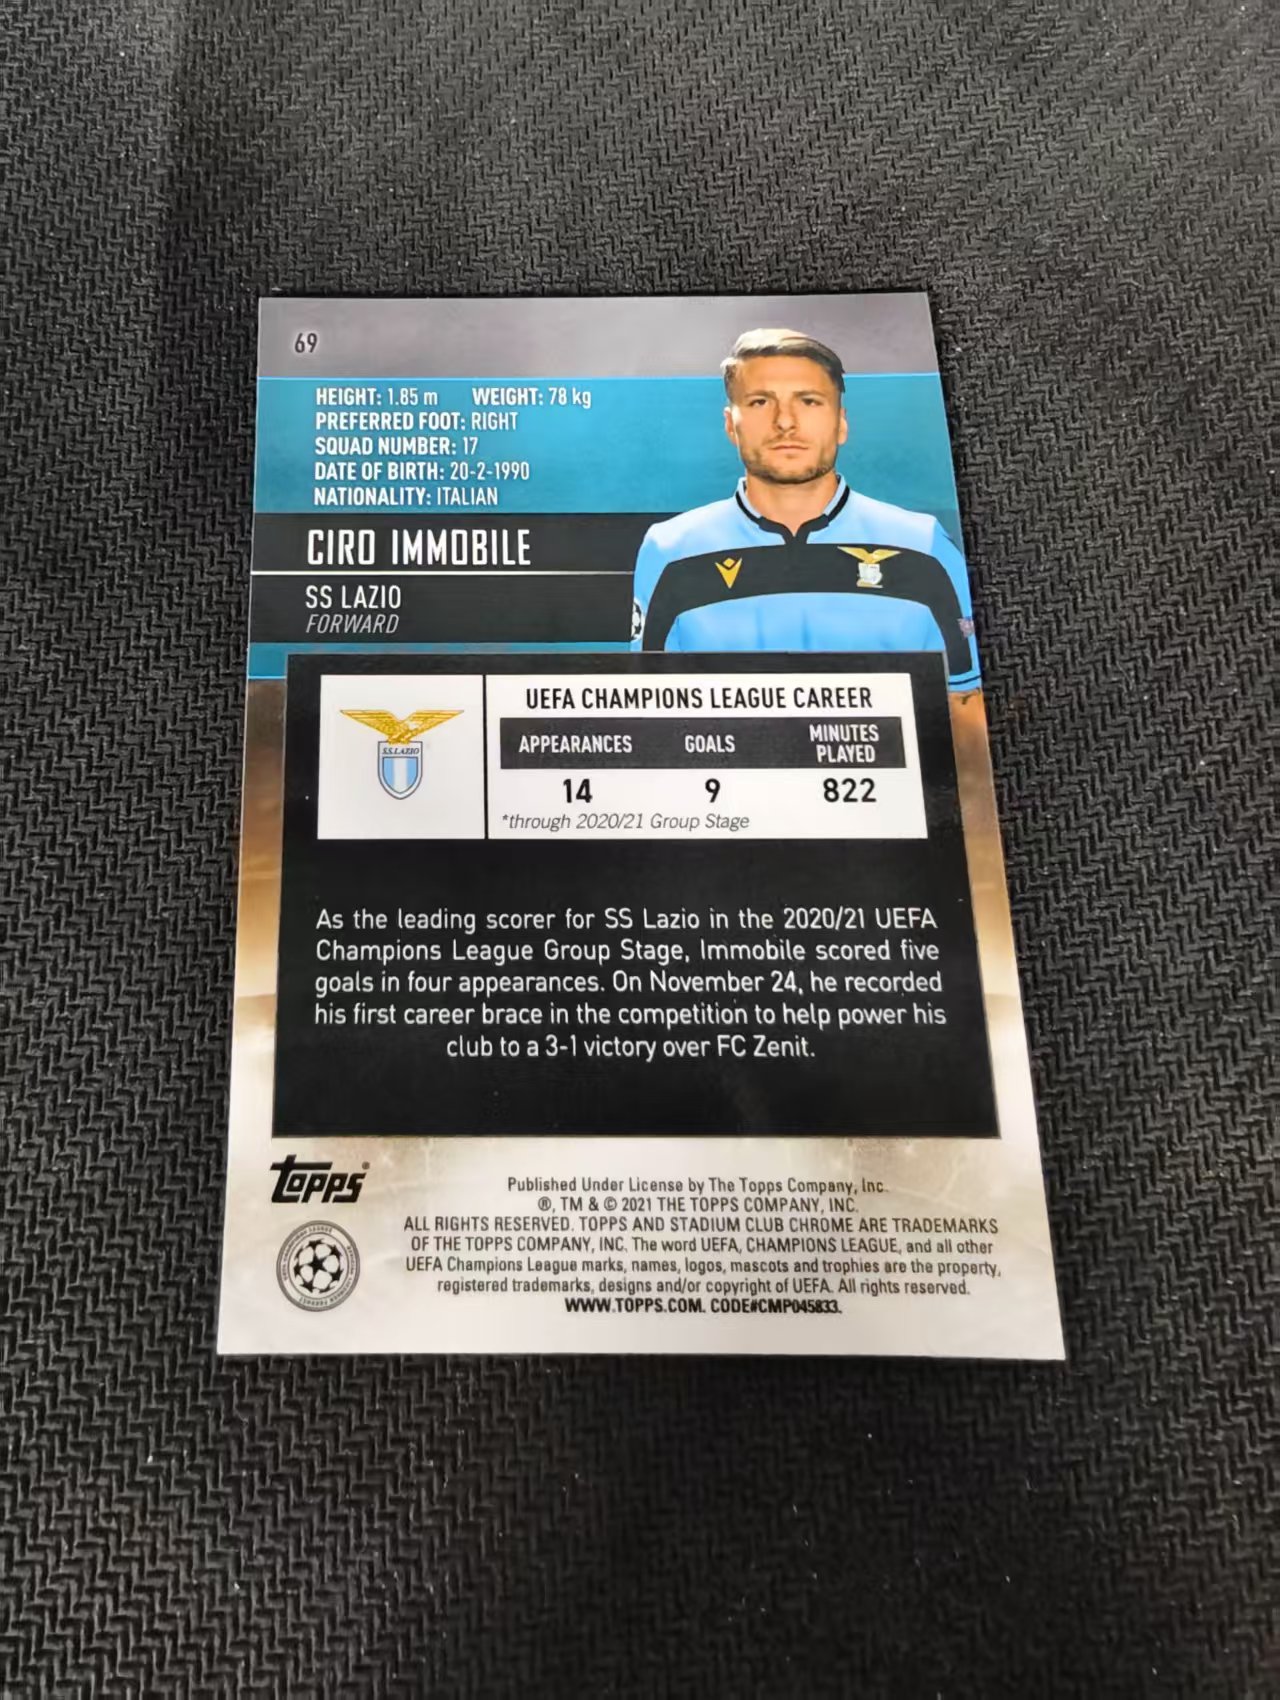 69
HEIGHT: 1.85 m WEIGHT: 78 kg
PREFERRED FOOT: RIGHT
SQUAD NUMBER: 17
DATE OF BIRTH: 20-2-1990
NATIONALITY: ITALIAN
CIRO IMMOBILE
SS LAZIO
FORWARD
S.S.LAZIO
UEFA CHAMPIONS LEAGUE CAREER
APPEARANCES GOALS MINUTES PLAYED
14 9 822
*through 2020/21 Group Stage
As the leading scorer for SS Lazio in the 2020/21 UEFA
Champions League Group Stage, Immobile scored five
goals in four appearances. On November 24, he recorded
his first career brace in the competition to help power his
club to a 3-1 victory over FC Zenit.
Topps®
Published Under License by The Topps Company, Inc.
®, TM & © 2021 THE TOPPS COMPANY, INC.
ALL RIGHTS RESERVED. TOPPS AND STADIUM CLUB CHROME ARE TRADEMARKS
OF THE TOPPS COMPANY, INC. The word UEFA, CHAMPIONS LEAGUE, and all other
UEFA Champions League marks, names, logos, mascots and trophies are the property,
registered trademarks, designs and/or copyright of UEFA. All rights reserved.
WWW.TOPPS.COM. CODE#CMP045833.